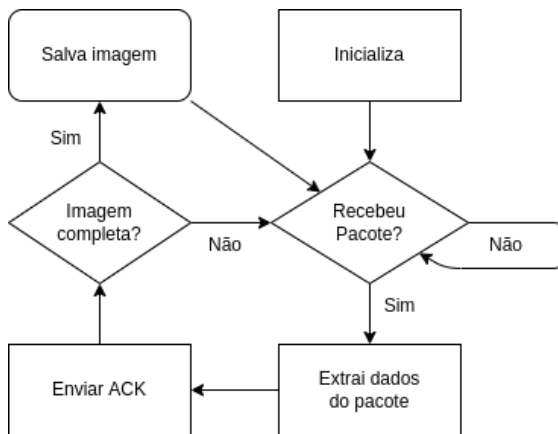 Salva imagem
Inicializa
Sim
Imagem
completa?
Não
Recebeu
Pacote?
Não
Sim
Enviar ACK
Extrai dados
do pacote